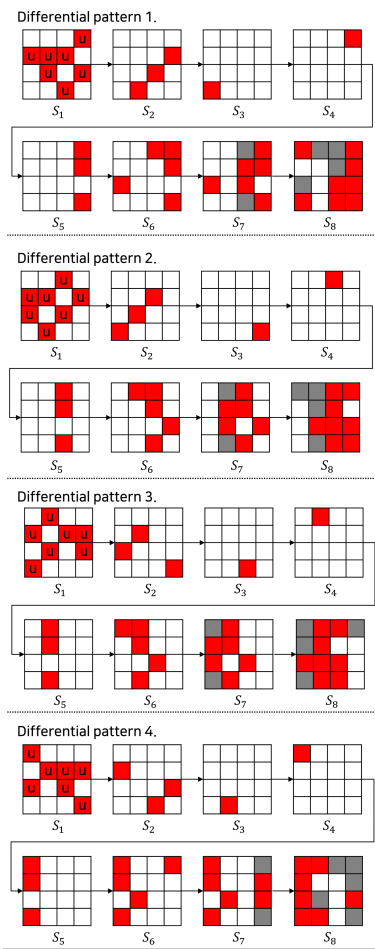 Differential pattern 1.
u
u u u
u u
u
S₁ S₂ S₃ S₄
S₅ S₆ S₇ S₈
Differential pattern 2.
u
u u u
u u
u
S₁ S₂ S₃ S₄
S₅ S₆ S₇ S₈
Differential pattern 3.
u
u u u
u u
u
S₁ S₂ S₃ S₄
S₅ S₆ S₇ S₈
Differential pattern 4.
u
u u u
u u
u
S₁ S₂ S₃ S₄
S₅ S₆ S₇ S₈